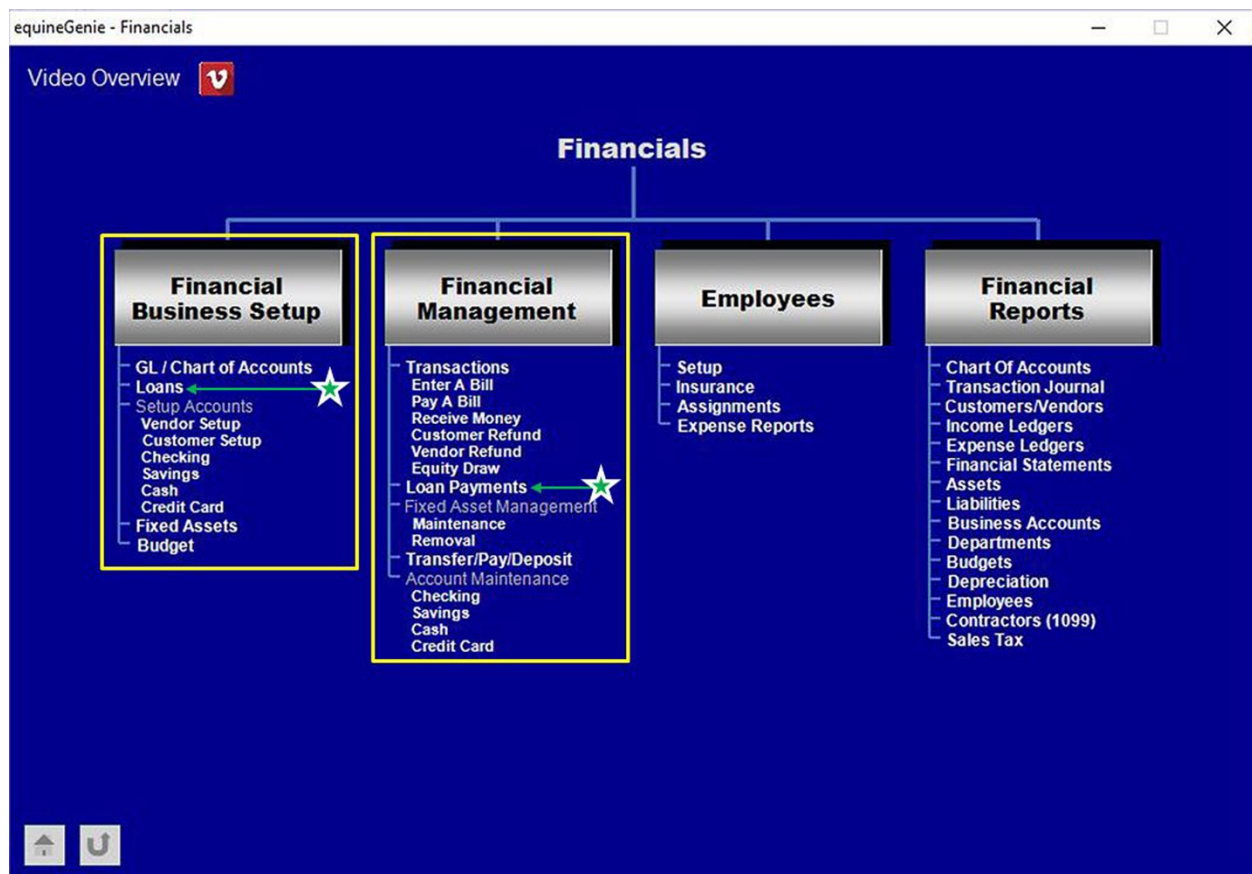 equineGenie - Financials
Video Overview
Financials
Financial
Business Setup
GL / Chart of Accounts
Loans
Setup Accounts
Vendor Setup
Customer Setup
Checking
Savings
Cash
Credit Card
Fixed Assets
Budget
Financial
Management
Transactions
Enter A Bill
Pay A Bill
Receive Money
Customer Refund
Vendor Refund
Equity Draw
Loan Payments
Fixed Asset Management
Maintenance
Removal
Transfer/Pay/Deposit
Account Maintenance
Checking
Savings
Cash
Credit Card
Employees
Setup
Insurance
Assignments
Expense Reports
Financial
Reports
Chart Of Accounts
Transaction Journal
Customers/Vendors
Income Ledgers
Expense Ledgers
Financial Statements
Assets
Liabilities
Business Accounts
Departments
Budgets
Depreciation
Employees
Contractors (1099)
Sales Tax